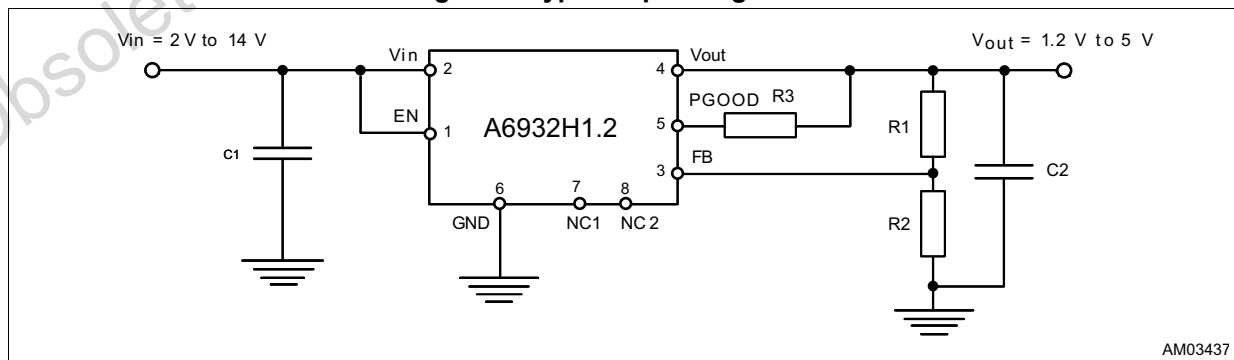 Vin = 2 V to 14 V
Vout = 1.2 V to 5 V
Vin
2
4
Vout
PGOOD
R3
EN
1
A6932H1.2
5
R1
C1
3
FB
C2
6
7
8
GND
NC1
NC 2
R2
AM03437